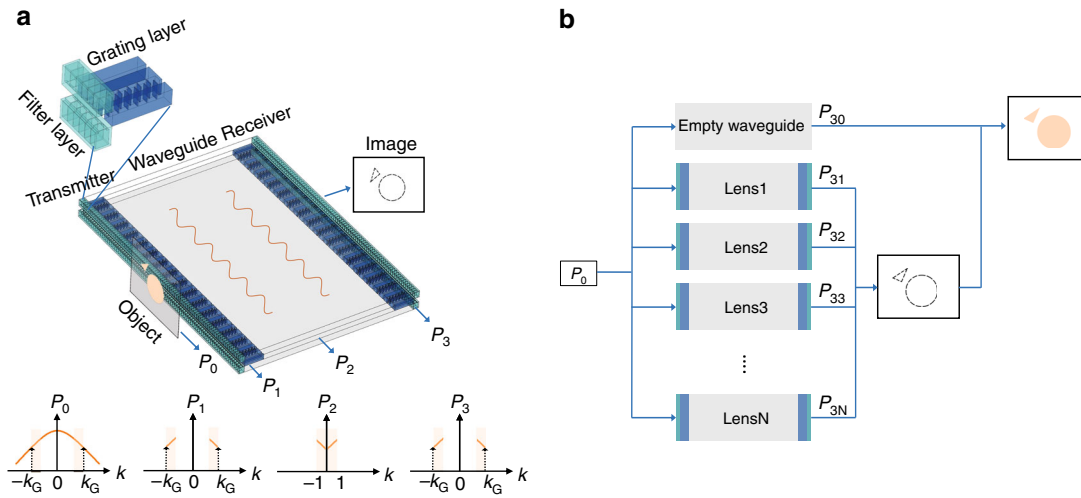 a
Grating layer
Filter layer
Transmitter
Waveguide
Receiver
Image
Object
P0
P1
P2
P3
P0
−kG 0 kG k
P1
−kG 0 kG k
P2
−1 1 k
P3
−kG 0 kG k
b
P0
Empty waveguide
P30
Lens1
P31
Lens2
P32
Lens3
P33
LensN
P3N